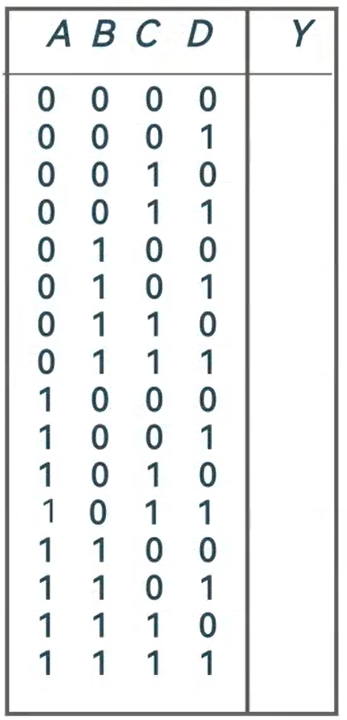 A B C D Y
0 0 0 0
0 0 0 1
0 0 1 0
0 0 1 1
0 1 0 0
0 1 0 1
0 1 1 0
0 1 1 1
1 0 0 0
1 0 0 1
1 0 1 0
1 0 1 1
1 1 0 0
1 1 0 1
1 1 1 0
1 1 1 1